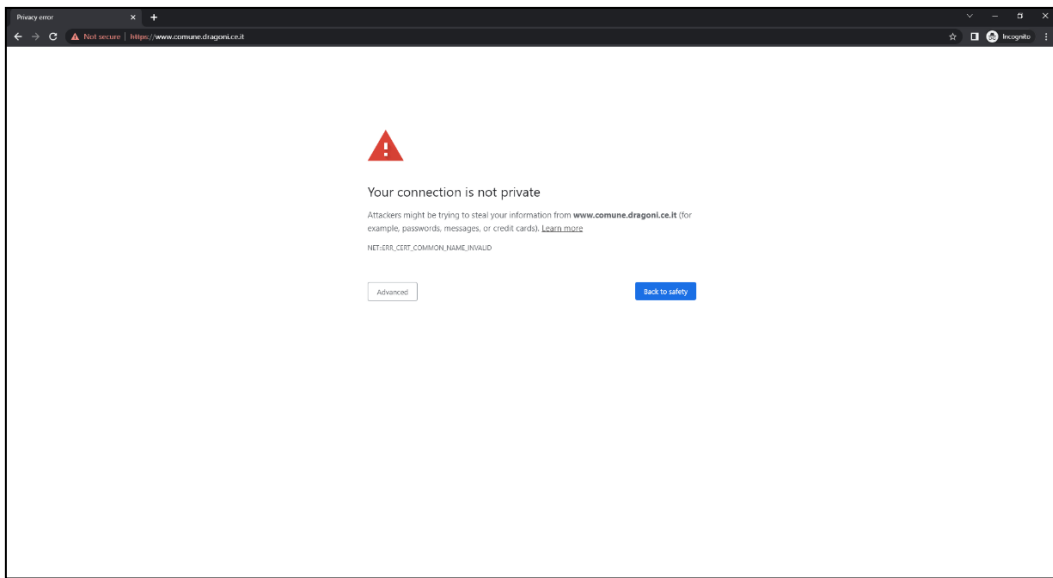 Privacy error
Not secure | https://www.comune.dragoni.ce.it
Incognito
Your connection is not private
Attackers might be trying to steal your information from www.comune.dragoni.ce.it (for
example, passwords, messages, or credit cards). Learn more
NET::ERR_CERT_COMMON_NAME_INVALID
Advanced
Back to safety